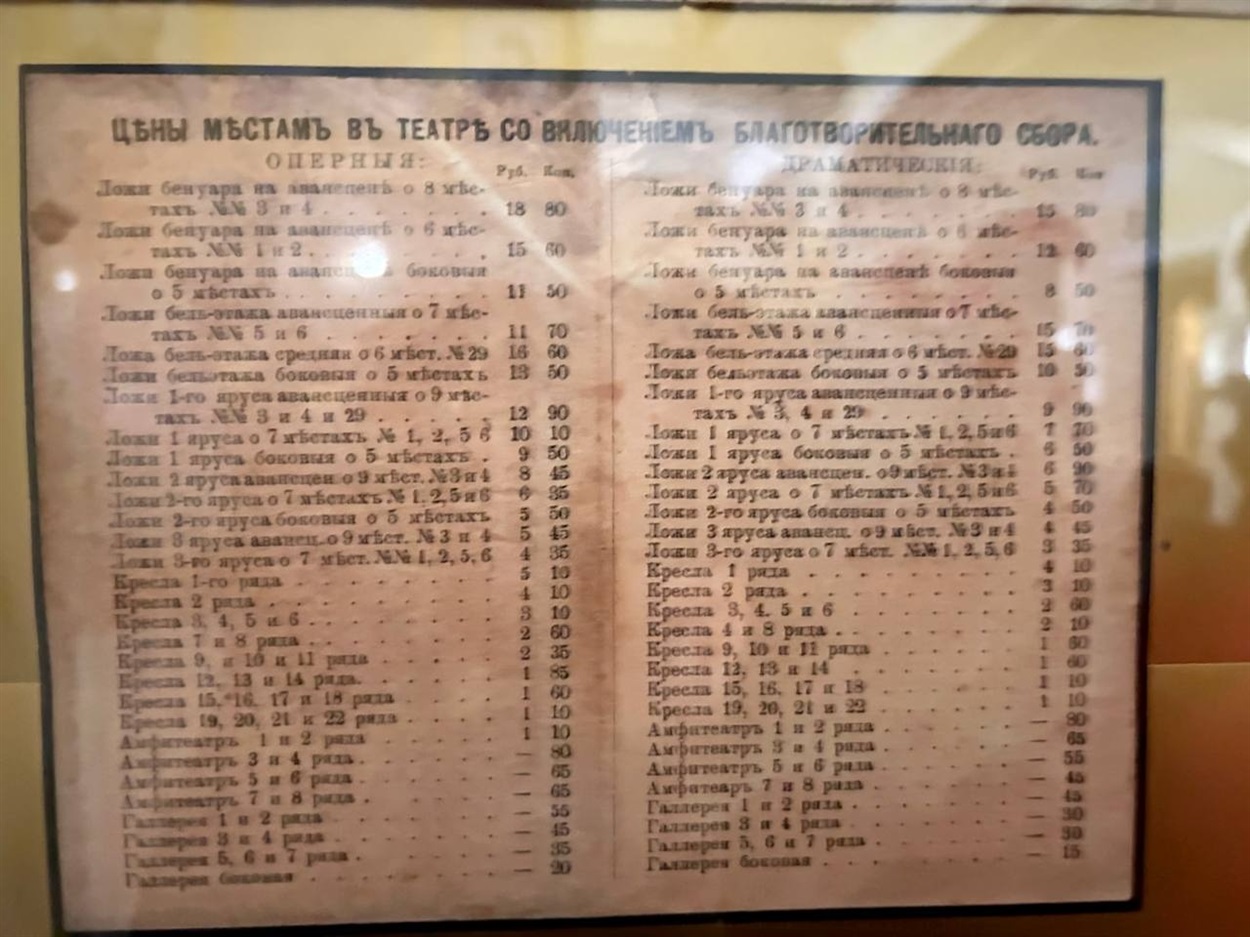 ЦѢНЫ МѢСТАМЪ ВЪ ТЕАТРѢ СО ВКЛЮЧЕНІЕМЪ БЛАГОТВОРИТЕЛЬНАГО СБОРА.
ОПЕРНЫЯ: Руб. Коп.
Ложи бенуара на авансценѣ о 8 мѣс-
тахъ №№ 3 и 4 . . . . . . . 18 80
Ложи бенуара на авансценѣ о 6 мѣс-
тахъ №№ 1 и 2 . . . . . . . 15 60
Ложи бенуара на авансценѣ боковыя
о 5 мѣстахъ . . . . . . . . 11 50
Ложи бель-этажа авансценныя о 7 мѣс-
тахъ №№ 5 и 6 . . . . . . . 11 70
Ложа бель-этажа средняя о 6 мѣст. № 29 16 60
Ложи бельэтажа боковыя о 5 мѣстахъ 13 50
Ложи 1-го яруса авансценныя о 9 мѣс-
тахъ №№ 3 и 4 и 29 . . . . . 12 90
Ложи 1 яруса о 7 мѣстахъ № 1, 2, 5 6 10 10
Ложи 1 яруса боковыя о 5 мѣстахъ . 9 50
Ложи 2 яруса авансцен о 9 мѣст. № 3 и 4 8 45
Ложи 2-го яруса о 7 мѣстахъ № 1, 2, 5 и 6 6 35
Ложи 2-го яруса боковыя о 5 мѣстахъ 5 50
Ложи 3 яруса аванец. о 9 мѣст. № 3 и 4 5 45
Ложи 3-го яруса о 7 мѣст. №№ 1, 2, 5, 6 4 35
Кресла 1-го ряда . . . . . . . . 5 10
Кресла 2 ряда . . . . . . . . . 4 10
Кресла 3, 4, 5 и 6 . . . . . . . 3 10
Кресла 7 и 8 ряда . . . . . . . 2 60
Кресла 9, и 10 и 11 ряда . . . . . 2 35
Кресла 12, 13 и 14 ряда . . . . . 1 85
Кресла 15, 16, 17 и 18 ряда . . . . 1 60
Кресла 19, 20, 21 и 22 ряда . . . . 1 10
Амфитеатръ 1 и 2 ряда . . . . . 1 10
Амфитеатръ 3 и 4 ряда . . . . . — 80
Амфитеатръ 5 и 6 ряда . . . . . — 65
Амфитеатръ 7 и 8 ряда . . . . . — 65
Галлерея 1 и 2 ряда . . . . . . — 55
Галлерея 3 и 4 ряда . . . . . . — 45
Галлерея 5, 6 и 7 ряда . . . . . — 35
Галлерея боковая . . . . . . . — 20
ДРАМАТИЧЕСКІЯ: Руб. Коп
Ложи бенуара на авансценѣ о 8 мѣс-
тахъ №№ 3 и 4 . . . . . . . 15 80
Ложи бенуара на авансценѣ о 6 мѣс-
тахъ №№ 1 и 2 . . . . . . . 12 60
Ложи бенуара на авансценѣ боковыя
о 5 мѣстахъ . . . . . . . . 8 50
Ложи бель-этажа авансценныя о 7 мѣс-
тахъ №№ 5 и 6 . . . . . . . 15 70
Ложа бель-этажа средняя о 6 мѣст. № 29 15 60
Ложи бельэтажа боковыя о 5 мѣстахъ 10 50
Ложи 1-го яруса авансценныя о 9 мѣс-
тахъ № 3, 4 и 29 . . . . . . 9 90
Ложи 1 яруса о 7 мѣстахъ № 1, 2, 5 и 6 7 70
Ложи 1 яруса боковыя о 5 мѣстахъ . 6 50
Ложи 2 яруса авансцен. о 9 мѣст. № 3 и 6 90
Ложи 2 яруса о 7 мѣстахъ № 1, 2, 5 и 6 5 70
Ложи 2-го яруса боковыя о 5 мѣстахъ 4 50
Ложи 3 яруса аванец. о 9 мѣст. № 3 и 4 4 45
Ложи 3-го яруса о 7 мѣст. №№ 1, 2, 5, 6 3 35
Кресла 1 ряда . . . . . . . . . 4 10
Кресла 2 ряда . . . . . . . . . 3 10
Кресла 3, 4. 5 и 6 . . . . . . . 2 60
Кресла 4 и 8 ряда . . . . . . . 2 10
Кресла 9, 10 и 11 ряда . . . . . 1 60
Кресла 12, 13 и 14 . . . . . . . 1 60
Кресла 15, 16, 17 и 18 . . . . . 1 10
Кресла 19, 20, 21 и 22 . . . . . 1 10
Амфитеатръ 1 и 2 ряда . . . . . — 80
Амфитеатръ 3 и 4 ряда . . . . . — 65
Амфитеатръ 5 и 6 ряда . . . . . — 55
Амфитеаръ 7 и 8 ряда . . . . . — 45
Галлерея 1 и 2 ряда . . . . . . — 45
Галлерея 3 и 4 ряда . . . . . . — 30
Галлерея 5, 6 и 7 ряда . . . . . — 30
Галлерея боковая . . . . . . . — 15